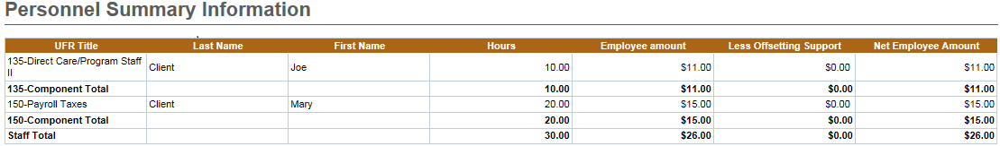 Personnel Summary Information
UFR Title Last Name First Name Hours Employee amount Less Offsetting Support Net Employee Amount
135-Direct Care/Program Staff
II Client Joe 10.00 $11.00 $0.00 $11.00
135-Component Total 10.00 $11.00 $0.00 $11.00
150-Payroll Taxes Client Mary 20.00 $15.00 $0.00 $15.00
150-Component Total 20.00 $15.00 $0.00 $15.00
Staff Total 30.00 $26.00 $0.00 $26.00